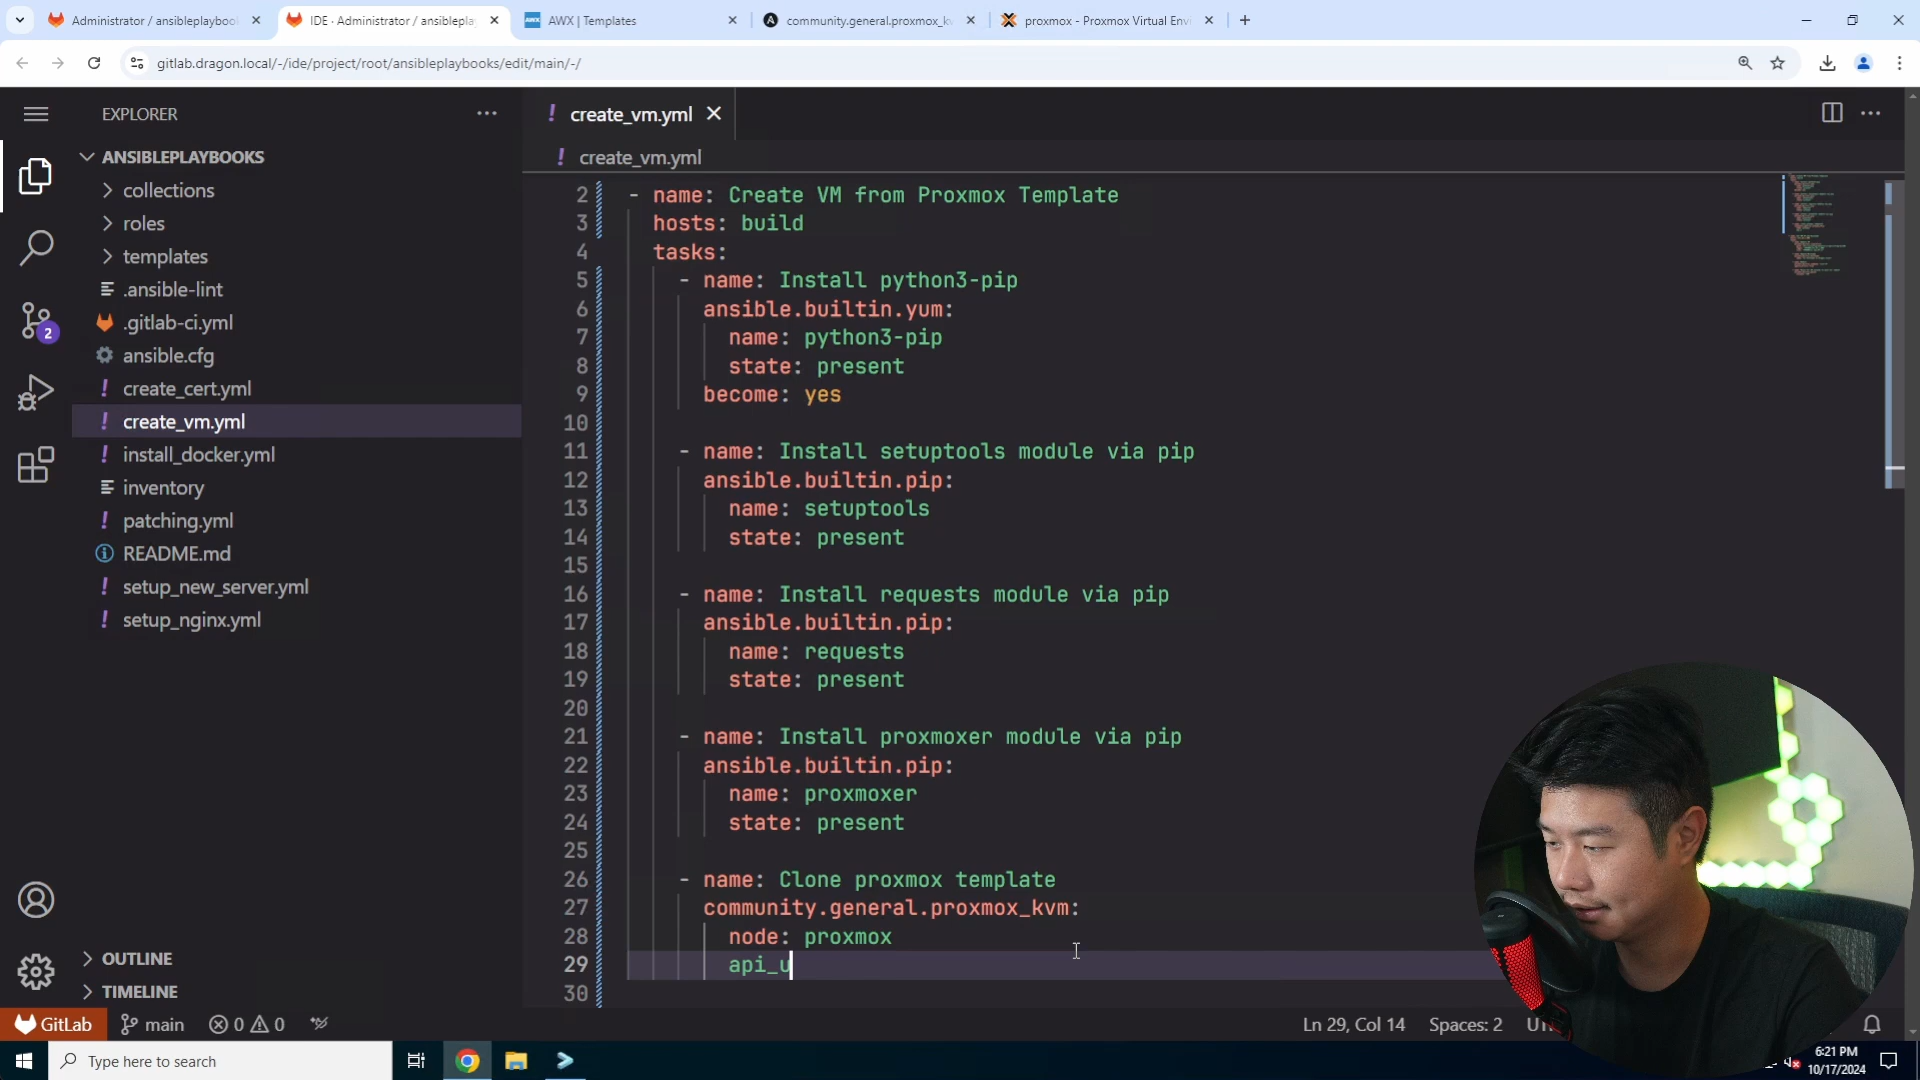 Administrator / ansibleplaybook
IDE · Administrator / ansiblepla
AWX | Templates
community.general.proxmox_kv
proxmox - Proxmox Virtual Envi
gitlab.dragon.local/-/ide/project/root/ansibleplaybooks/edit/main/-/
EXPLORER
ANSIBLEPLAYBOOKS
collections
roles
templates
.ansible-lint
.gitlab-ci.yml
ansible.cfg
create_cert.yml
create_vm.yml
install_docker.yml
inventory
patching.yml
README.md
setup_new_server.yml
setup_nginx.yml
2
OUTLINE
TIMELINE
create_vm.yml
create_vm.yml
2 - name: Create VM from Proxmox Template
3 hosts: build
4 tasks:
5 - name: Install python3-pip
6 ansible.builtin.yum:
7 name: python3-pip
8 state: present
9 become: yes
10
11 - name: Install setuptools module via pip
12 ansible.builtin.pip:
13 name: setuptools
14 state: present
15
16 - name: Install requests module via pip
17 ansible.builtin.pip:
18 name: requests
19 state: present
20
21 - name: Install proxmoxer module via pip
22 ansible.builtin.pip:
23 name: proxmoxer
24 state: present
25
26 - name: Clone proxmox template
27 community.general.proxmox_kvm:
28 node: proxmox
29 api_u
30
GitLab main 0 0 Ln 29, Col 14 Spaces: 2
Type here to search
6:21 PM
10/17/2024